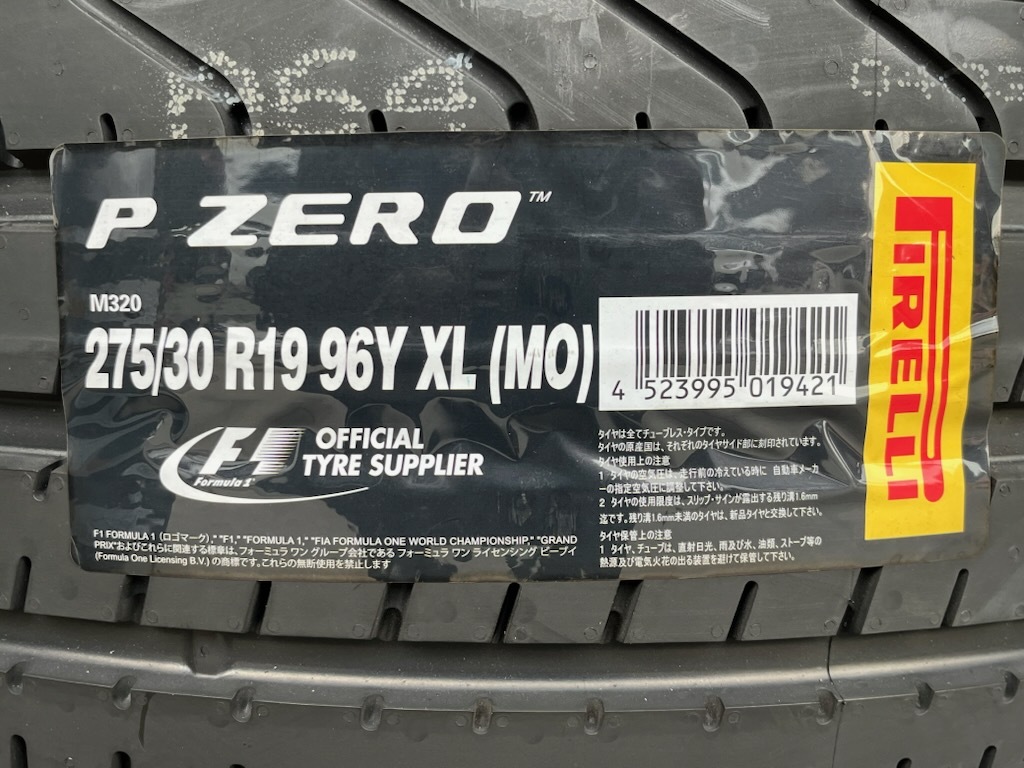 P ZERO™
M320
275/30 R19 96Y XL (MO)
4 523995 019421
PIRELLI
F1
Formula 1®
OFFICIAL
TYRE SUPPLIER
タイヤは全てチューブレス・タイプです。
タイヤの原産国は、それぞれのタイヤサイド部に刻印されています。
タイヤ使用上の注意
1 タイヤの空気圧は、走行前の冷えている時に 自動車メーカ
ーの指定空気圧に調整して下さい。
2 タイヤの使用限度は、スリップ・サインが露出する残り溝1.6mm
迄です。残り溝1.6mm未満のタイヤは、新品タイヤと交換して下さい。
タイヤ保管上の注意
1 タイヤ、チューブは、直射日光、雨及び水、油類、ストーブ等の
熱源及び電気火花の出る装置を避けて保管して下さい。
F1 FORMULA 1 (ロゴマーク)," "F1," "FORMULA 1," "FIA FORMULA ONE WORLD CHAMPIONSHIP," "GRAND
PRIX"およびこれらに関連する標章は、フォーミュラ ワン グループ会社である フォーミュラ ワン ライセンシング ビーブイ
(Formula One Licensing B.V.) の商標です。これらの無断使用を禁止します